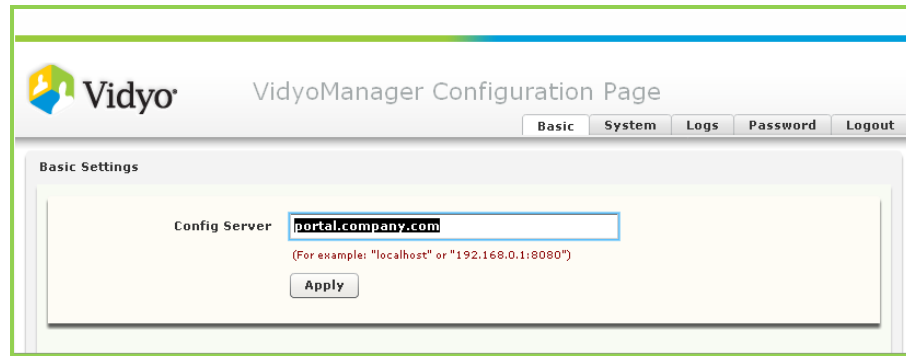 Vidyo
VidyoManager Configuration Page
Basic System Logs Password Logout
Basic Settings
Config Server portal.company.com
(For example: "localhost" or "192.168.0.1:8080")
Apply